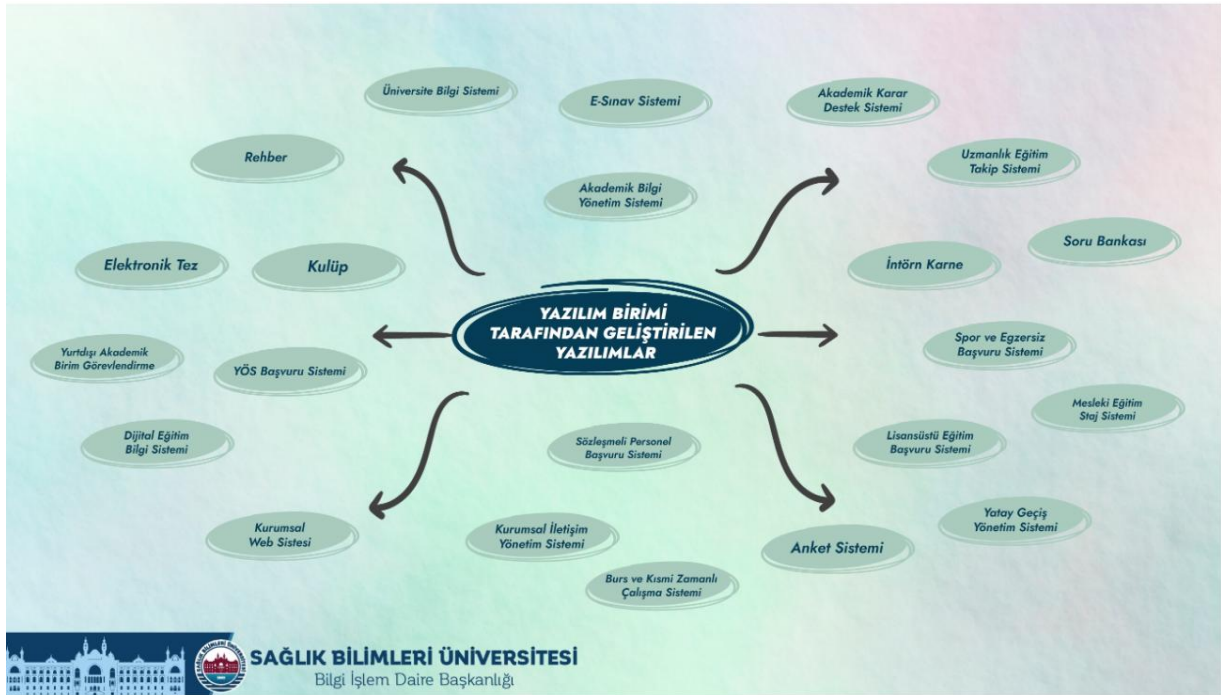 Üniversite Bilgi Sistemi
E-Sınav Sistemi
Akademik Karar
Destek Sistemi
Rehber
Uzmanlık Eğitim
Takip Sistemi
Akademik Bilgi
Yönetim Sistemi
Soru Bankası
Elektronik Tez
Kulüp
İntörn Karne
YAZILIM BİRİMİ
TARAFINDAN GELİŞTİRİLEN
YAZILIMLAR
Yurtdışı Akademik
Birim Görevlendirme
YÖS Başvuru Sistemi
Spor ve Egzersiz
Başvuru Sistemi
Mesleki Eğitim
Staj Sistemi
Dijital Eğitim
Bilgi Sistemi
Sözleşmeli Personel
Başvuru Sistemi
Lisansüstü Eğitim
Başvuru Sistemi
Kurumsal
Web Sistesi
Kurumsal İletişim
Yönetim Sistemi
Anket Sistemi
Yatay Geçiş
Yönetim Sistemi
Burs ve Kısmi Zamanlı
Çalışma Sistemi
SAĞLIK BİLİMLERİ ÜNİVERSİTESİ
Bilgi İşlem Daire Başkanlığı